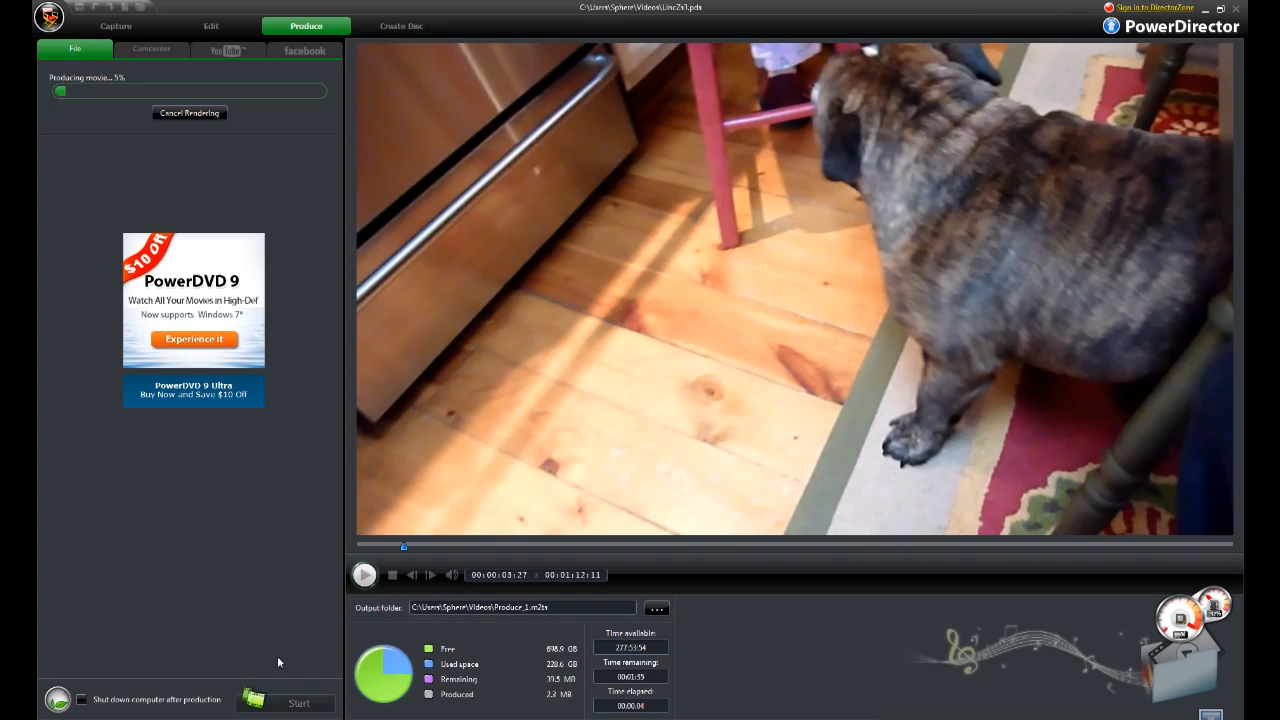 C:\Users\Sphere\Videos\LincZs1.pds
Sign in to DirectorZone
Capture
Edit
Produce
Create Disc
PowerDirector
File
Camcorder
YouTube™
facebook
Producing movie... 5%
Cancel Rendering
$10 Off
PowerDVD 9
Watch All Your Movies in High-Def
Now supports Windows 7*
Experience it
PowerDVD 9 Ultra
Buy Now and Save $10 Off
00:00:03:27 / 00:01:12:11
Output folder: C:\Users\Sphere\Videos\Produce_1.m2ts ...
Free 698.9 GB
Used space 228.6 GB
Remaining 39.5 MB
Produced 2.3 MB
Time available:
277:53:54
Time remaining:
00:01:35
Time elapsed:
00:00:04
Shut down computer after production
Start